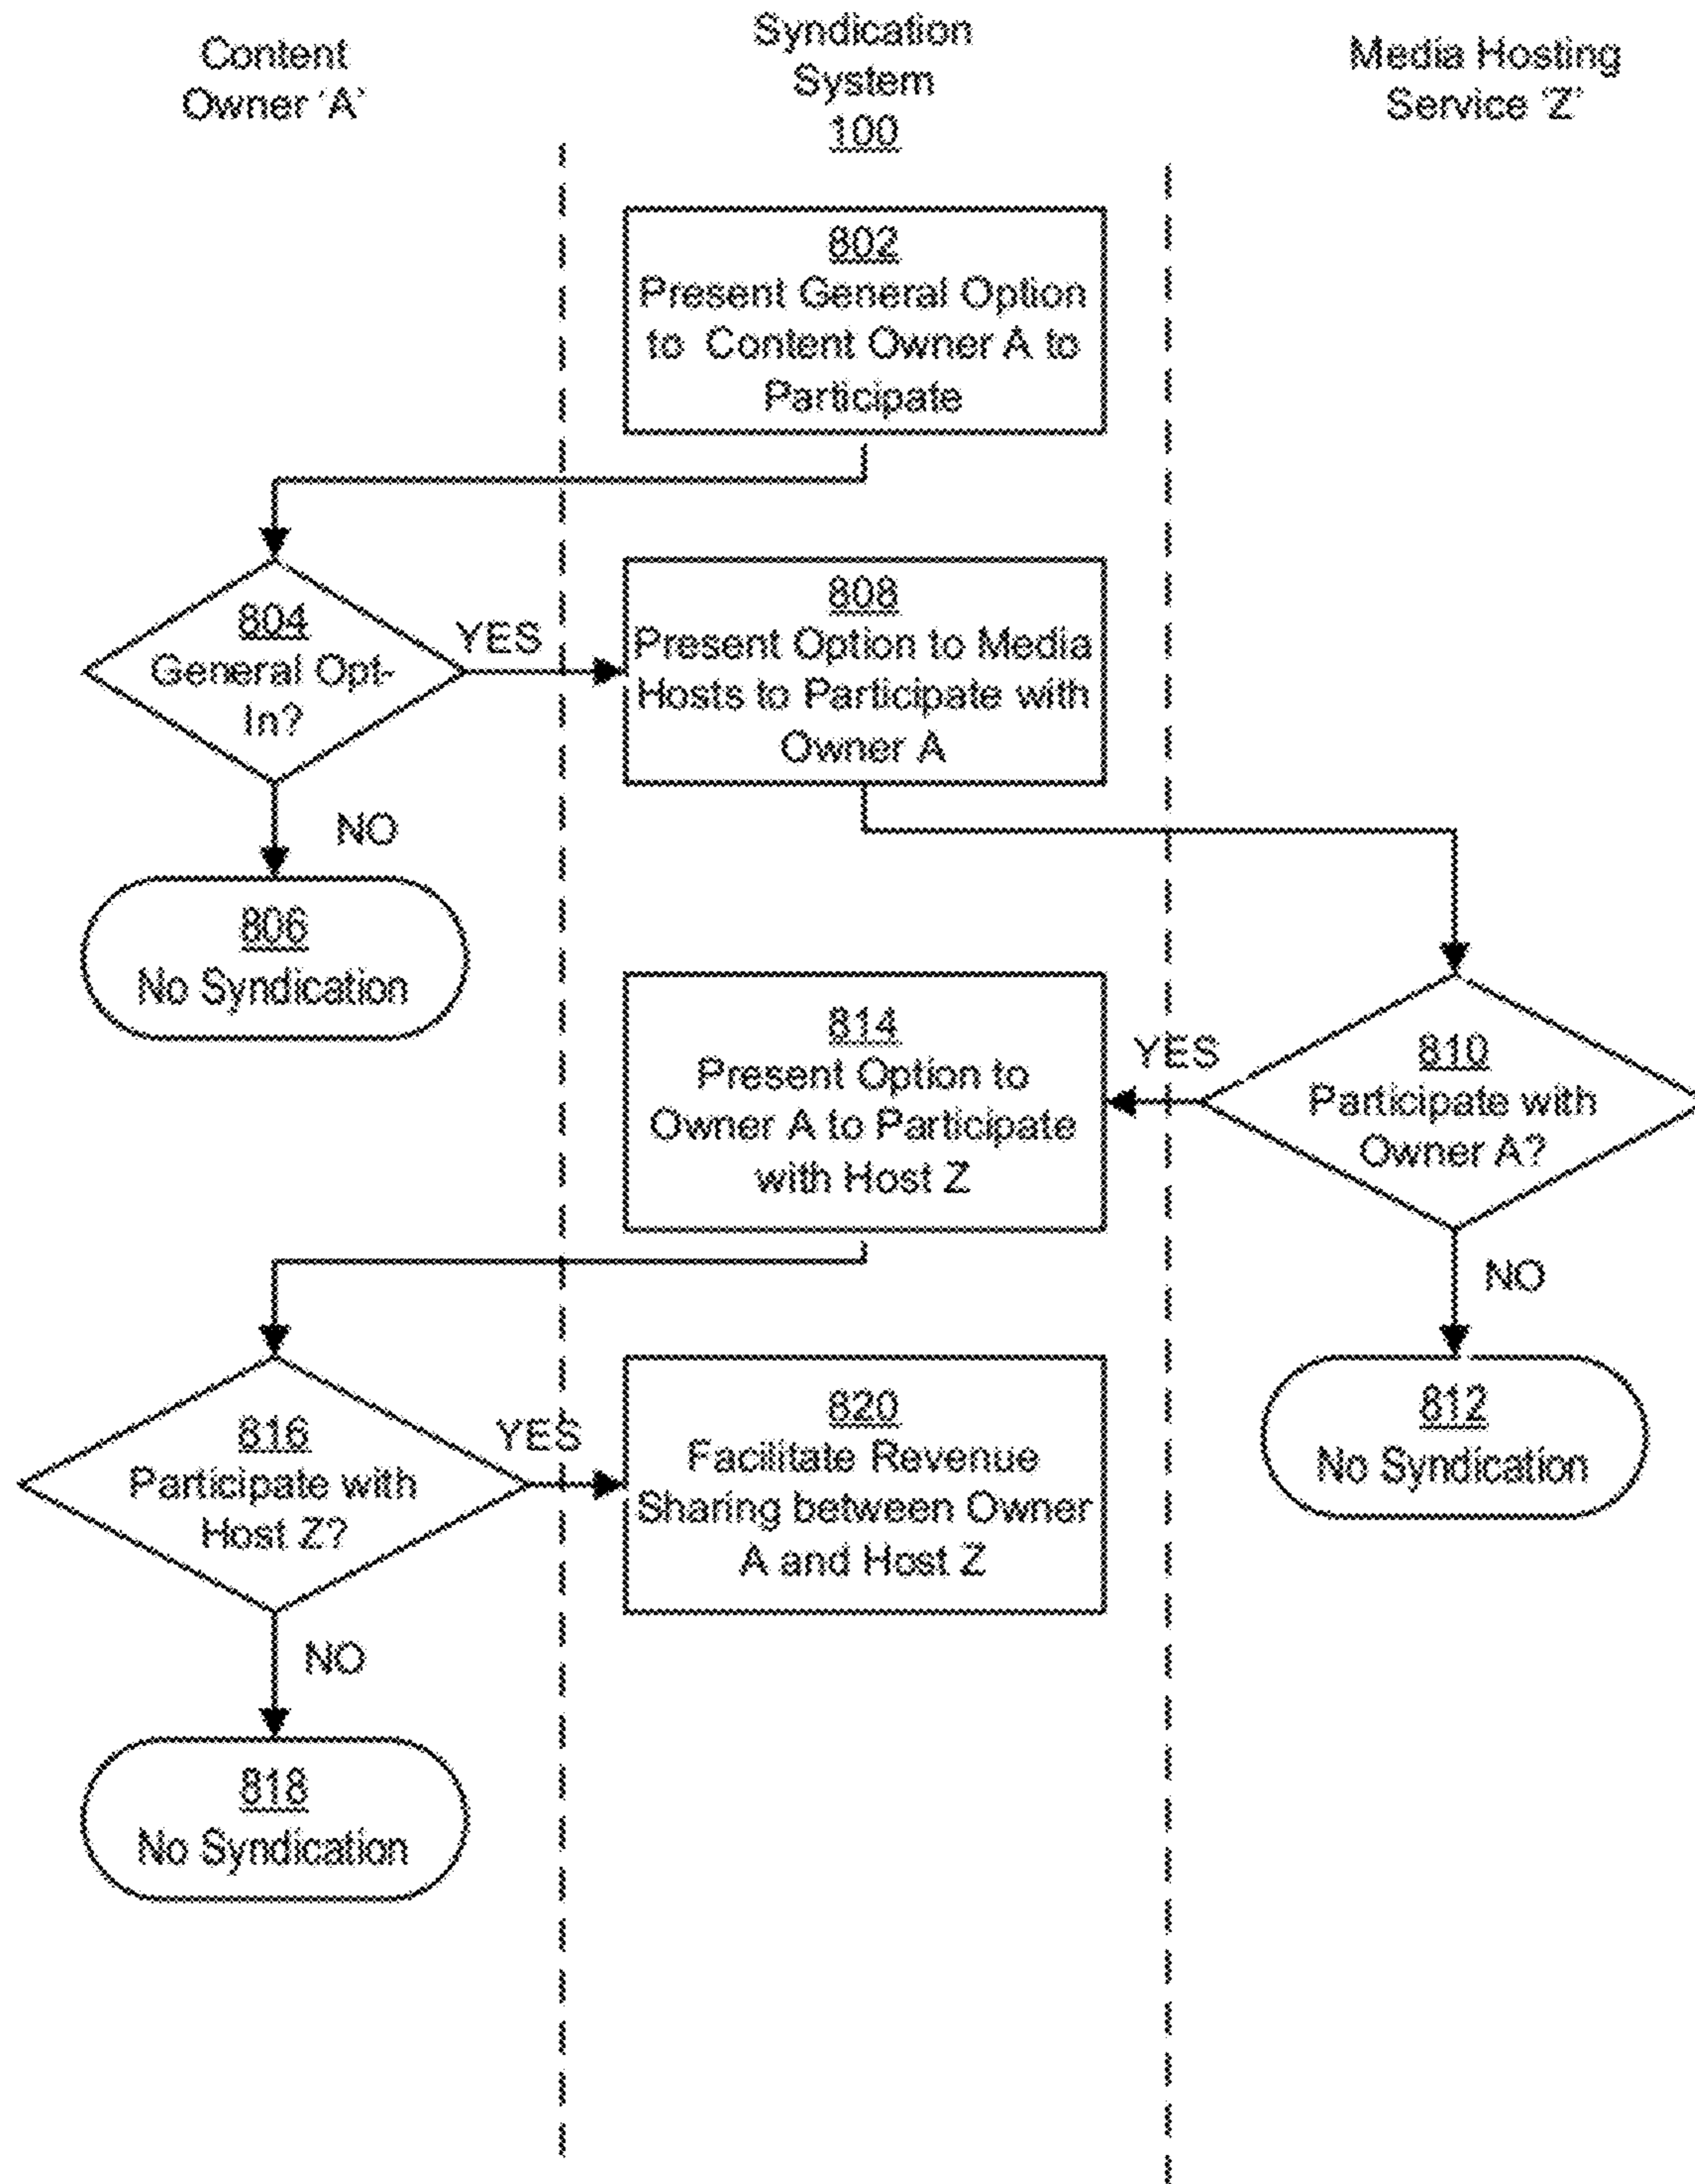 Content
Owner 'A'
Syndication
System
100
Media Hosting
Service 'Z'
802
Present General Option
to Content Owner A to
Participate
804
General Opt-
In?
YES
808
Present Option to Media
Hosts to Participate with
Owner A
NO
806
No Syndication
810
Participate with
Owner A?
YES
814
Present Option to
Owner A to Participate
with Host Z
NO
812
No Syndication
816
Participate with
Host Z?
YES
820
Facilitate Revenue
Sharing between Owner
A and Host Z
NO
818
No Syndication